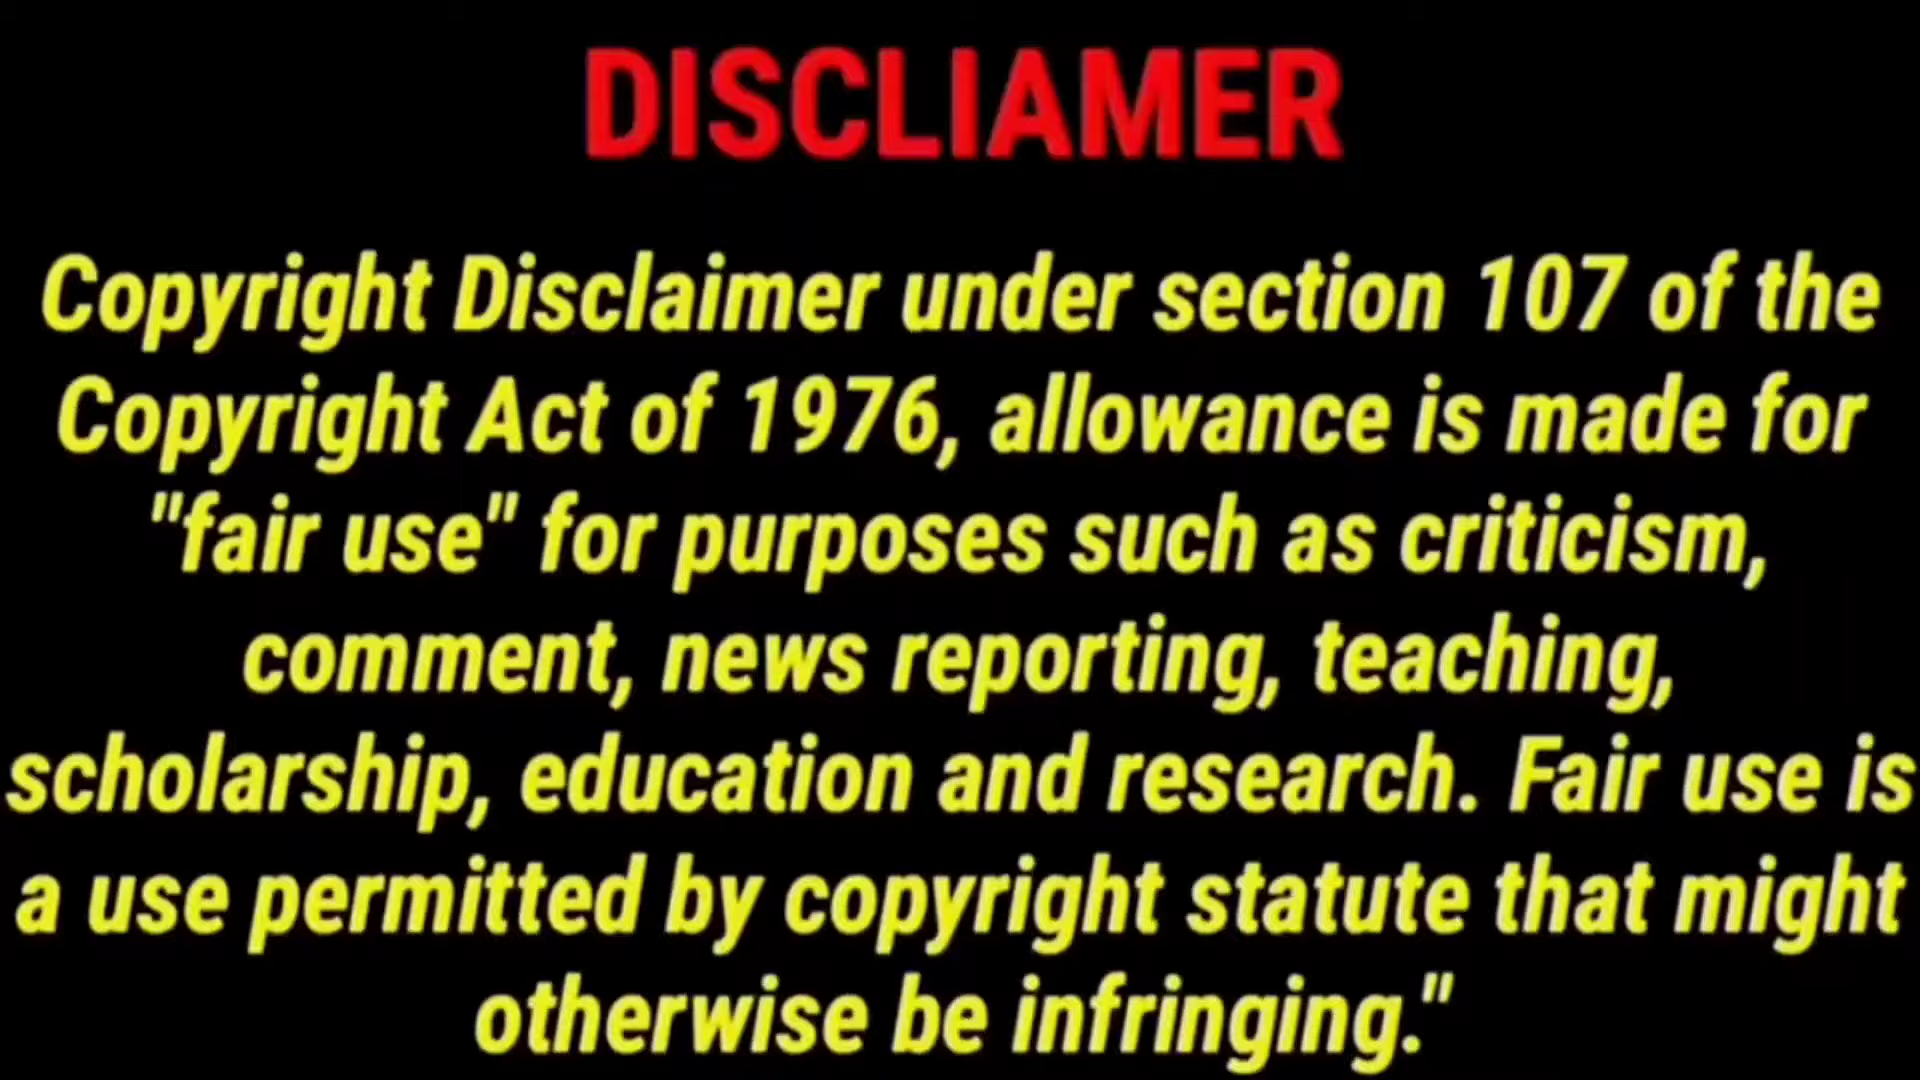 DISCLIAMER
Copyright Disclaimer under section 107 of the
Copyright Act of 1976, allowance is made for
"fair use" for purposes such as criticism,
comment, news reporting, teaching,
scholarship, education and research. Fair use is
a use permitted by copyright statute that might
otherwise be infringing."